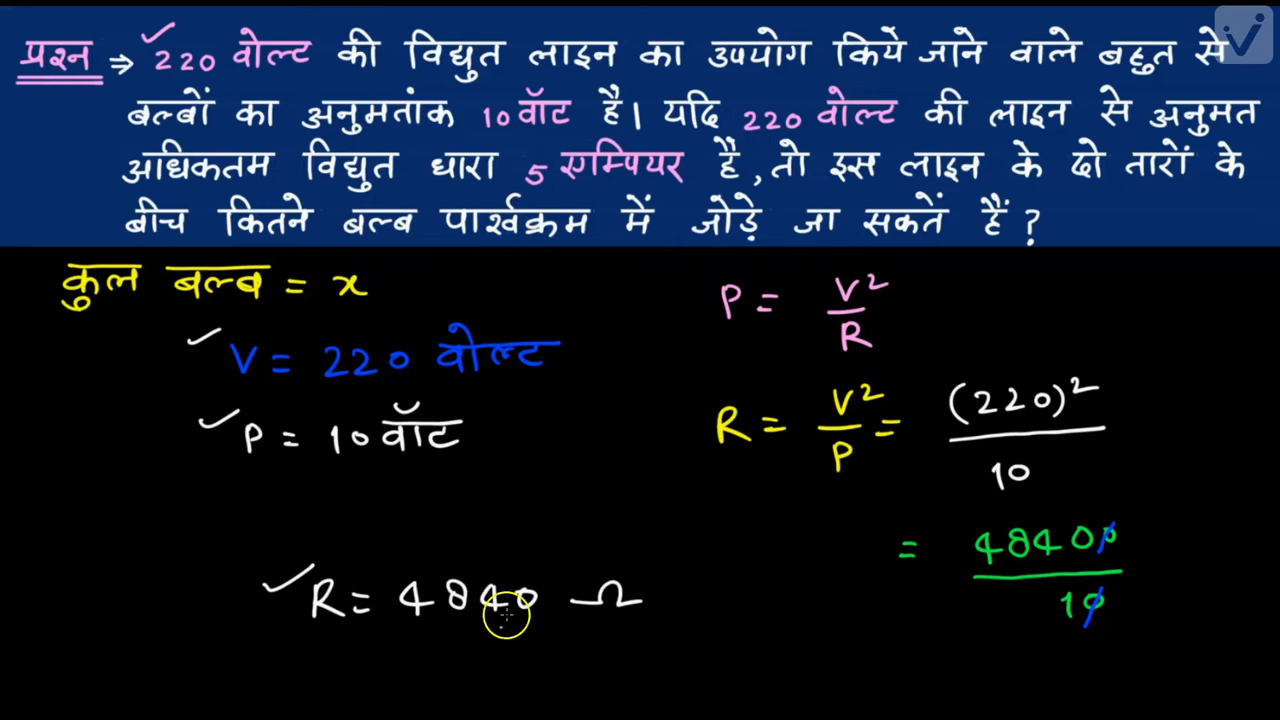 प्रश्न ⇒ 220 वोल्ट की विद्युत लाइन का उपयोग किये जाने वाले बहुत से
बल्बों का अनुमतांक 10 वॉट है। यदि 220 वोल्ट की लाइन से अनुमत
अधिकतम विद्युत धारा 5 एम्पियर है, तो इस लाइन के दो तारों के
बीच कितने बल्ब पार्श्वक्रम में जोड़े जा सकतें हैं ?
कुल बल्ब = x
V = 220 वोल्ट
P = 10 वॉट
R = 4840 Ω
P = V²/R
R = V²/P = (220)²/10
= 48400/10